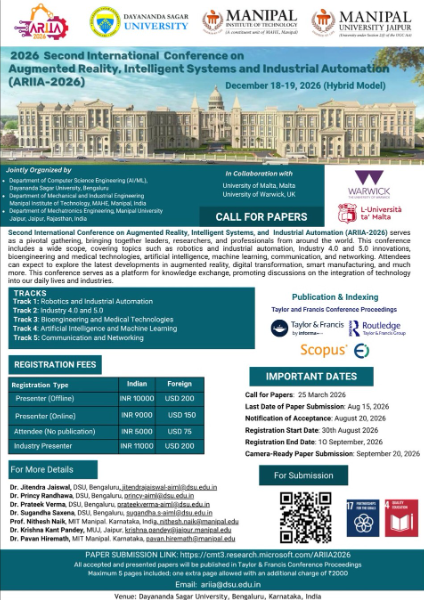 ARIIA
2026
DAYANANDA SAGAR
UNIVERSITY
MANIPAL
INSTITUTE OF TECHNOLOGY
(A constituent unit of MAHE, Manipal)
MANIPAL
UNIVERSITY JAIPUR
2026 Second International Conference on
Augmented Reality, Intelligent Systems and Industrial Automation
(ARIIA-2026)
December 18-19, 2026 (Hybrid Model)
Jointly Organized by
• Department of Computer Science Engineering (AI/ML),
Dayananda Sagar University, Bengaluru
• Department of Mechanical and Industrial Engineering
Manipal Institute of Technology, MAHE, Manipal, India
• Department of Mechatronics Engineering, Manipal University
Jaipur, Jaipur, Rajasthan, India
In Collaboration with
University of Malta, Malta
University of Warwick, UK
CALL FOR PAPERS
WARWICK
THE UNIVERSITY OF WARWICK
L-Università
ta' Malta
Second International Conference on Augmented Reality, Intelligent Systems, and Industrial Automation (ARIIA-2026) serves
as a pivotal gathering, bringing together leaders, researchers, and professionals from around the world. This conference
includes a wide scope, covering topics such as robotics and industrial automation, Industry 4.0 and 5.0 innovations,
bioengineering and medical technologies, artificial intelligence, machine learning, communication, and networking. Attendees
can expect to explore the latest developments in augmented reality, digital transformation, smart manufacturing, and much
more. This conference serves as a platform for knowledge exchange, promoting discussions on the integration of technology
into our daily lives and industries.
TRACKS
Track 1: Robotics and Industrial Automation
Track 2: Industry 4.0 and 5.0
Track 3: Bioengineering and Medical Technologies
Track 4: Artificial Intelligence and Machine Learning
Track 5: Communication and Networking
Publication & Indexing
Taylor and Francis Conference Proceedings
Taylor & Francis
by informa
Routledge
Taylor & Francis Group
Scopus
REGISTRATION FEES
Registration Type Indian Foreign
Presenter (Offline) INR 10000 USD 200
Presenter (Online) INR 9000 USD 150
Attendee (No publication) INR 5000 USD 75
Industry Presenter INR 11000 USD 200
IMPORTANT DATES
Call for Papers: 25 March 2026
Last Date of Paper Submission: Aug 15, 2026
Notification of Acceptance: August 20, 2026
Registration Start Date: 30th August 2026
Registration End Date: 10 September, 2026
Camera-Ready Paper Submission: September 20, 2026
For More Details
Dr. Jitendra Jaiswal, DSU, Bengaluru, jitendrajaiswal-aiml@dsu.edu.in
Dr. Princy Randhawa, DSU, Bengaluru, princy-aiml@dsu.edu.in
Dr. Prateek Verma, DSU, Bengaluru, prateekverma-aiml@dsu.edu.in
Dr. Sugandha Saxena, DSU, Bengaluru, sugandha.s-aiml@dsu.edu.in
Prof. Nithesh Naik, MIT Manipal. Karnataka, India, nithesh.naik@manipal.edu
Dr. Krishna Kant Pandey, MUJ, Jaipur, krishna.pandey@jaipur.manipal.edu
Dr. Pavan Hiremath, MIT Manipal. Karnataka, pavan.hiremath@manipal.edu
For Submission
17 PARTNERSHIPS
FOR THE GOALS
4 QUALITY
EDUCATION
PAPER SUBMISSION LINK: https://cmt3.research.microsoft.com/ARIIA2026
All accepted and presented papers will be published in Taylor & Francis Conference Proceedings
Maximum 5 pages included; one extra page allowed with an additional charge of ₹2000
Email: ariia@dsu.edu.in
Venue: Dayananda Sagar University, Bengaluru, Karnataka, India